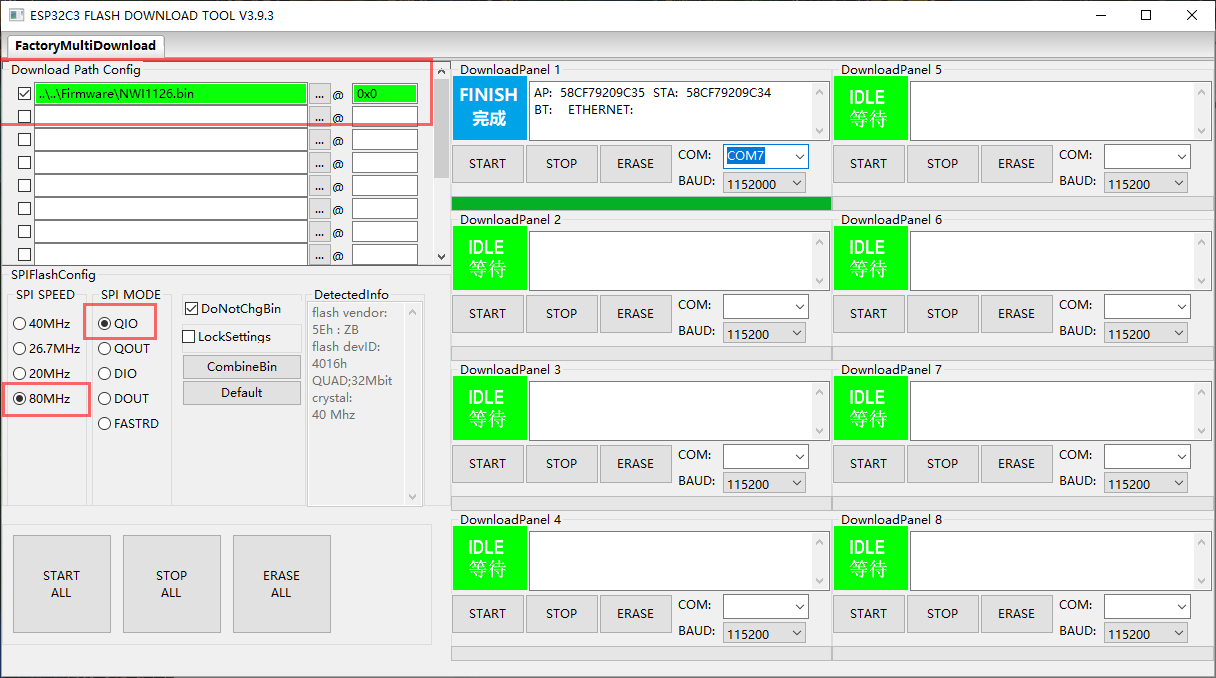 ESP32C3 FLASH DOWNLOAD TOOL V3.9.3
FactoryMultiDownload
Download Path Config
..\..\Firmware\NWI1126.bin ... @ 0x0
... @
... @
... @
... @
... @
... @
... @
SPIFlashConfig
SPI SPEED
40MHz
26.7MHz
20MHz
80MHz
SPI MODE
QIO
QOUT
DIO
DOUT
FASTRD
DoNotChgBin
LockSettings
CombineBin
Default
DetectedInfo
flash vendor:
5Eh : ZB
flash devID:
4016h
QUAD;32Mbit
crystal:
40 Mhz
START
ALL
STOP
ALL
ERASE
ALL
DownloadPanel 1
FINISH
完成
AP: 58CF79209C35 STA: 58CF79209C34
BT: ETHERNET:
START STOP ERASE COM: COM7
BAUD: 1152000
DownloadPanel 2
IDLE
等待
START STOP ERASE COM:
BAUD: 115200
DownloadPanel 3
IDLE
等待
START STOP ERASE COM:
BAUD: 115200
DownloadPanel 4
IDLE
等待
START STOP ERASE COM:
BAUD: 115200
DownloadPanel 5
IDLE
等待
START STOP ERASE COM:
BAUD: 115200
DownloadPanel 6
IDLE
等待
START STOP ERASE COM:
BAUD: 115200
DownloadPanel 7
IDLE
等待
START STOP ERASE COM:
BAUD: 115200
DownloadPanel 8
IDLE
等待
START STOP ERASE COM:
BAUD: 115200